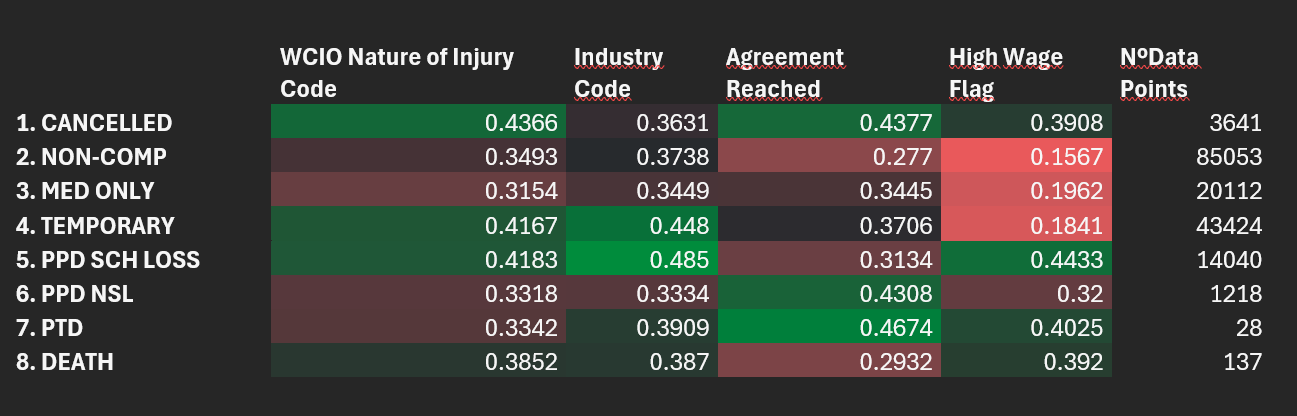 WCIO Nature of Injury Code Industry Code Agreement Reached High Wage Flag NºData Points
1. CANCELLED 0.4366 0.3631 0.4377 0.3908 3641
2. NON-COMP 0.3493 0.3738 0.277 0.1567 85053
3. MED ONLY 0.3154 0.3449 0.3445 0.1962 20112
4. TEMPORARY 0.4167 0.448 0.3706 0.1841 43424
5. PPD SCH LOSS 0.4183 0.485 0.3134 0.4433 14040
6. PPD NSL 0.3318 0.3334 0.4308 0.32 1218
7. PTD 0.3342 0.3909 0.4674 0.4025 28
8. DEATH 0.3852 0.387 0.2932 0.392 137